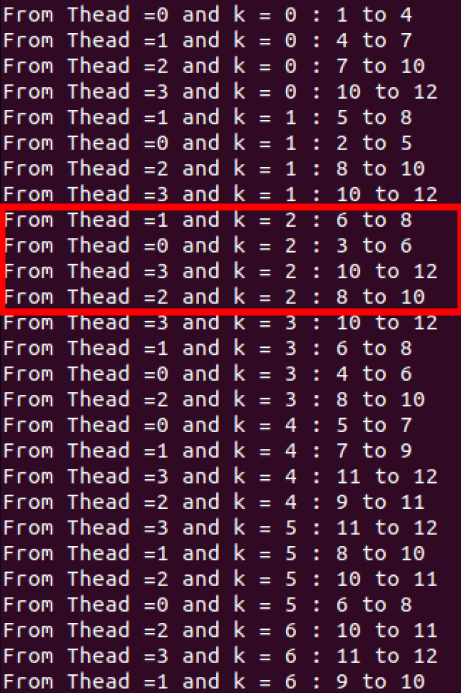 From Thead =0 and k = 0 : 1 to 4
From Thead =1 and k = 0 : 4 to 7
From Thead =2 and k = 0 : 7 to 10
From Thead =3 and k = 0 : 10 to 12
From Thead =1 and k = 1 : 5 to 8
From Thead =0 and k = 1 : 2 to 5
From Thead =2 and k = 1 : 8 to 10
From Thead =3 and k = 1 : 10 to 12
From Thead =1 and k = 2 : 6 to 8
From Thead =0 and k = 2 : 3 to 6
From Thead =3 and k = 2 : 10 to 12
From Thead =2 and k = 2 : 8 to 10
From Thead =3 and k = 3 : 10 to 12
From Thead =1 and k = 3 : 6 to 8
From Thead =0 and k = 3 : 4 to 6
From Thead =2 and k = 3 : 8 to 10
From Thead =0 and k = 4 : 5 to 7
From Thead =1 and k = 4 : 7 to 9
From Thead =3 and k = 4 : 11 to 12
From Thead =2 and k = 4 : 9 to 11
From Thead =3 and k = 5 : 11 to 12
From Thead =1 and k = 5 : 8 to 10
From Thead =2 and k = 5 : 10 to 11
From Thead =0 and k = 5 : 6 to 8
From Thead =2 and k = 6 : 10 to 11
From Thead =3 and k = 6 : 11 to 12
From Thead =1 and k = 6 : 9 to 10